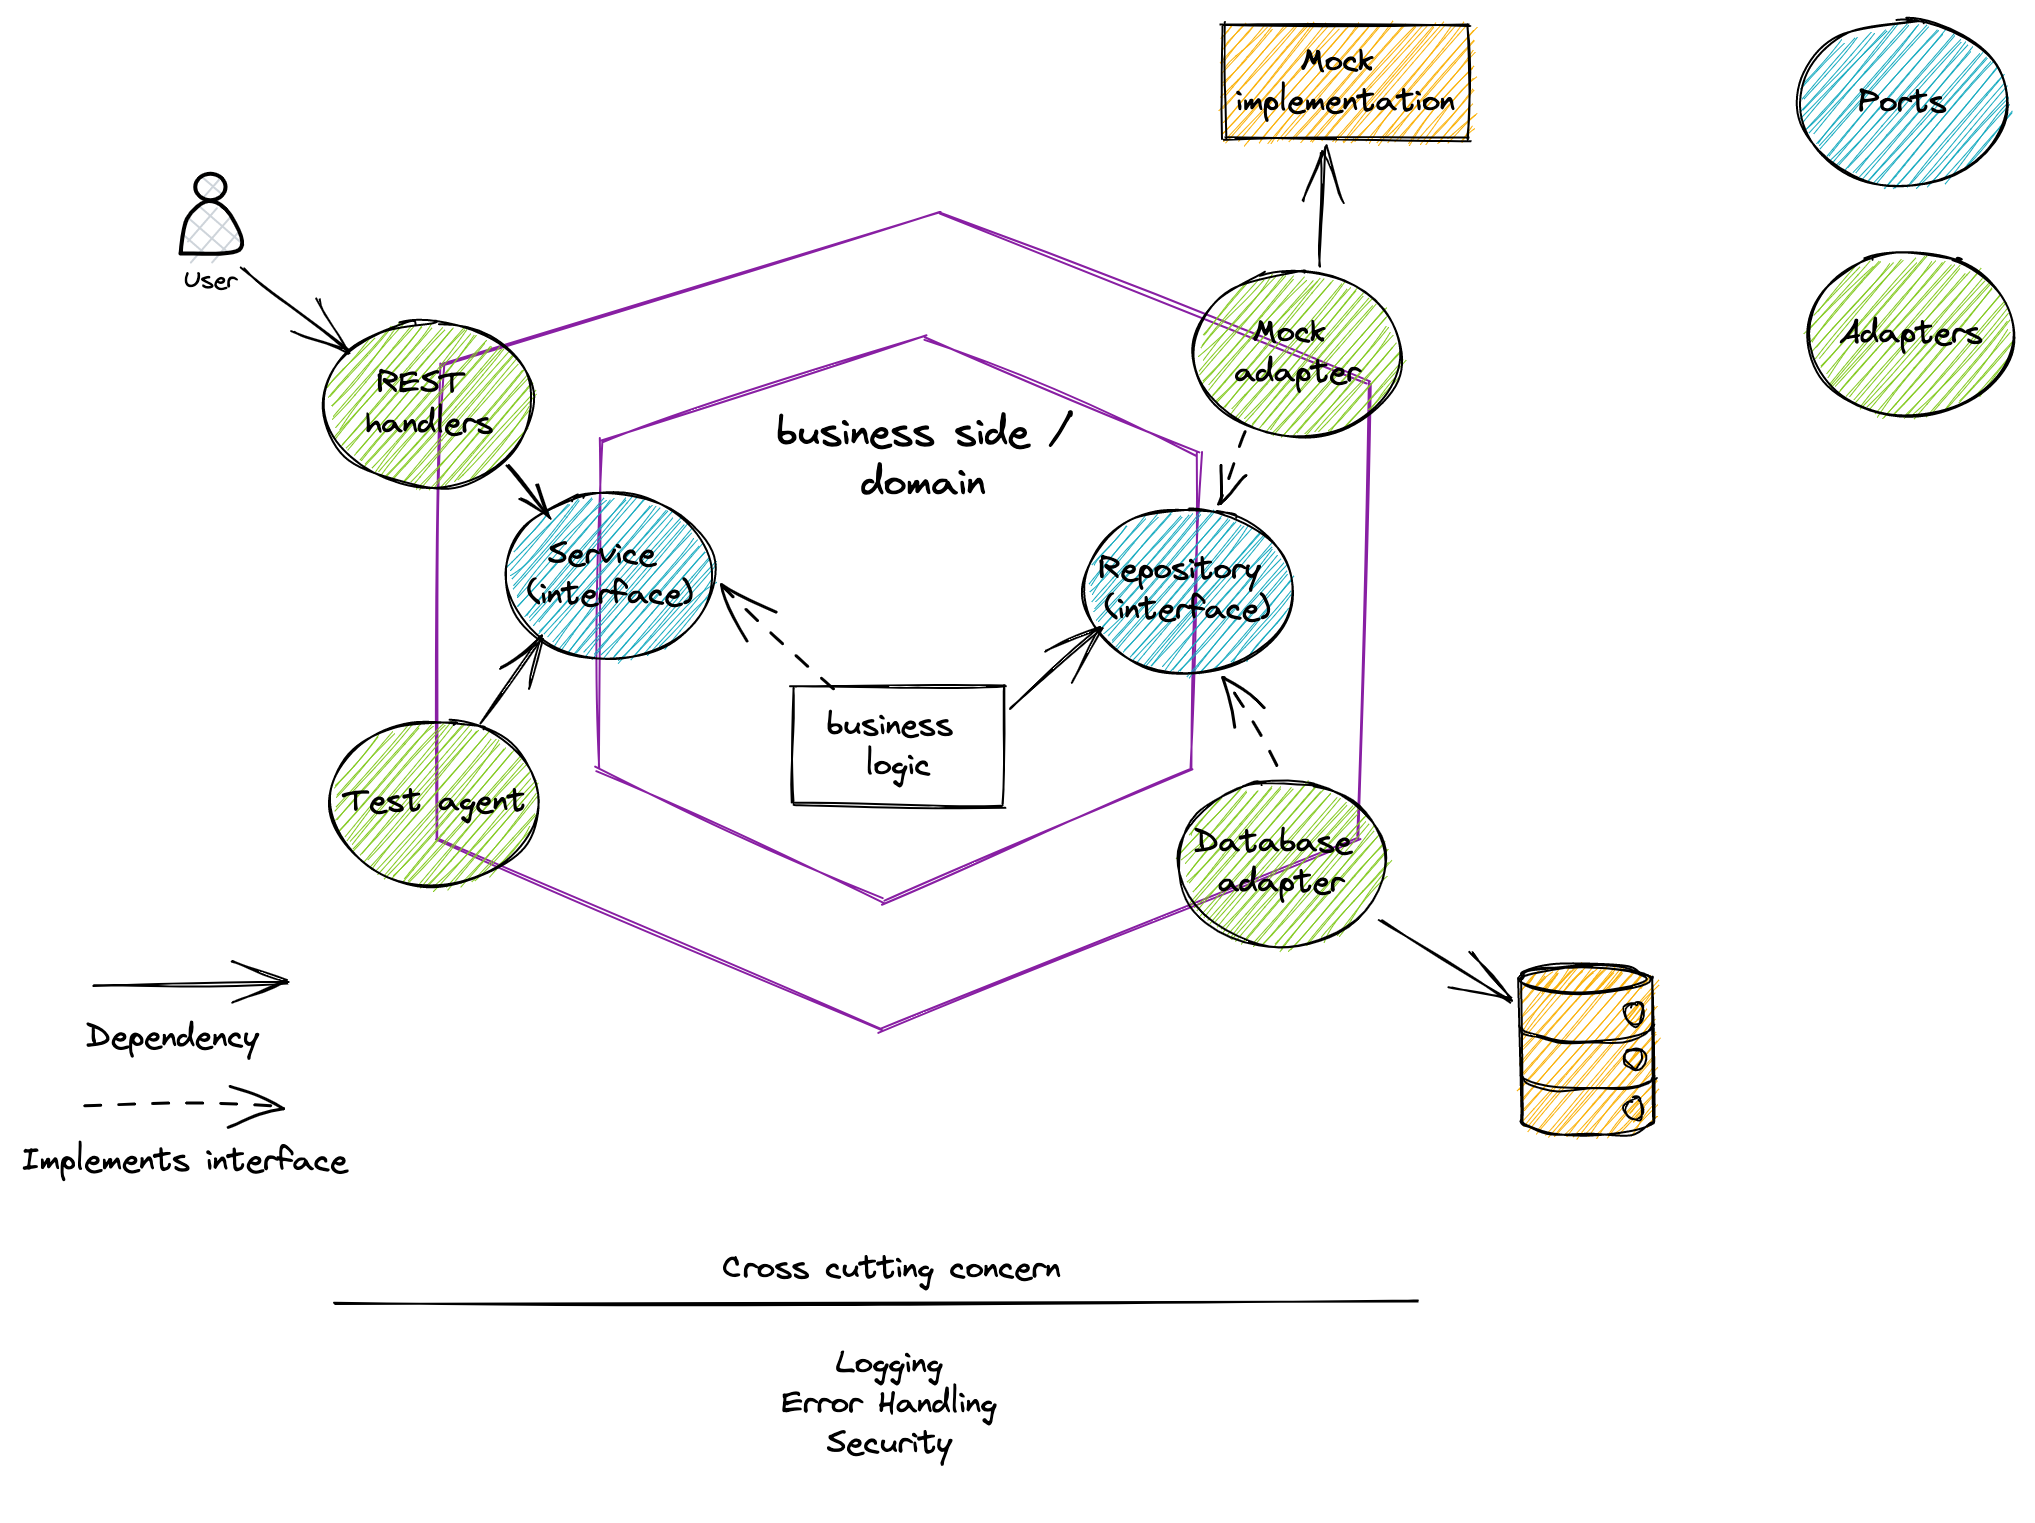 Mock
implementation
Ports
User
Adapters
Mock
adapter
REST
handlers
business side /
domain
Service
(interface)
Repository
(interface)
business
logic
Test agent
Database
adapter
Dependency
Implements interface
Cross cutting concern
Logging
Error Handling
Security